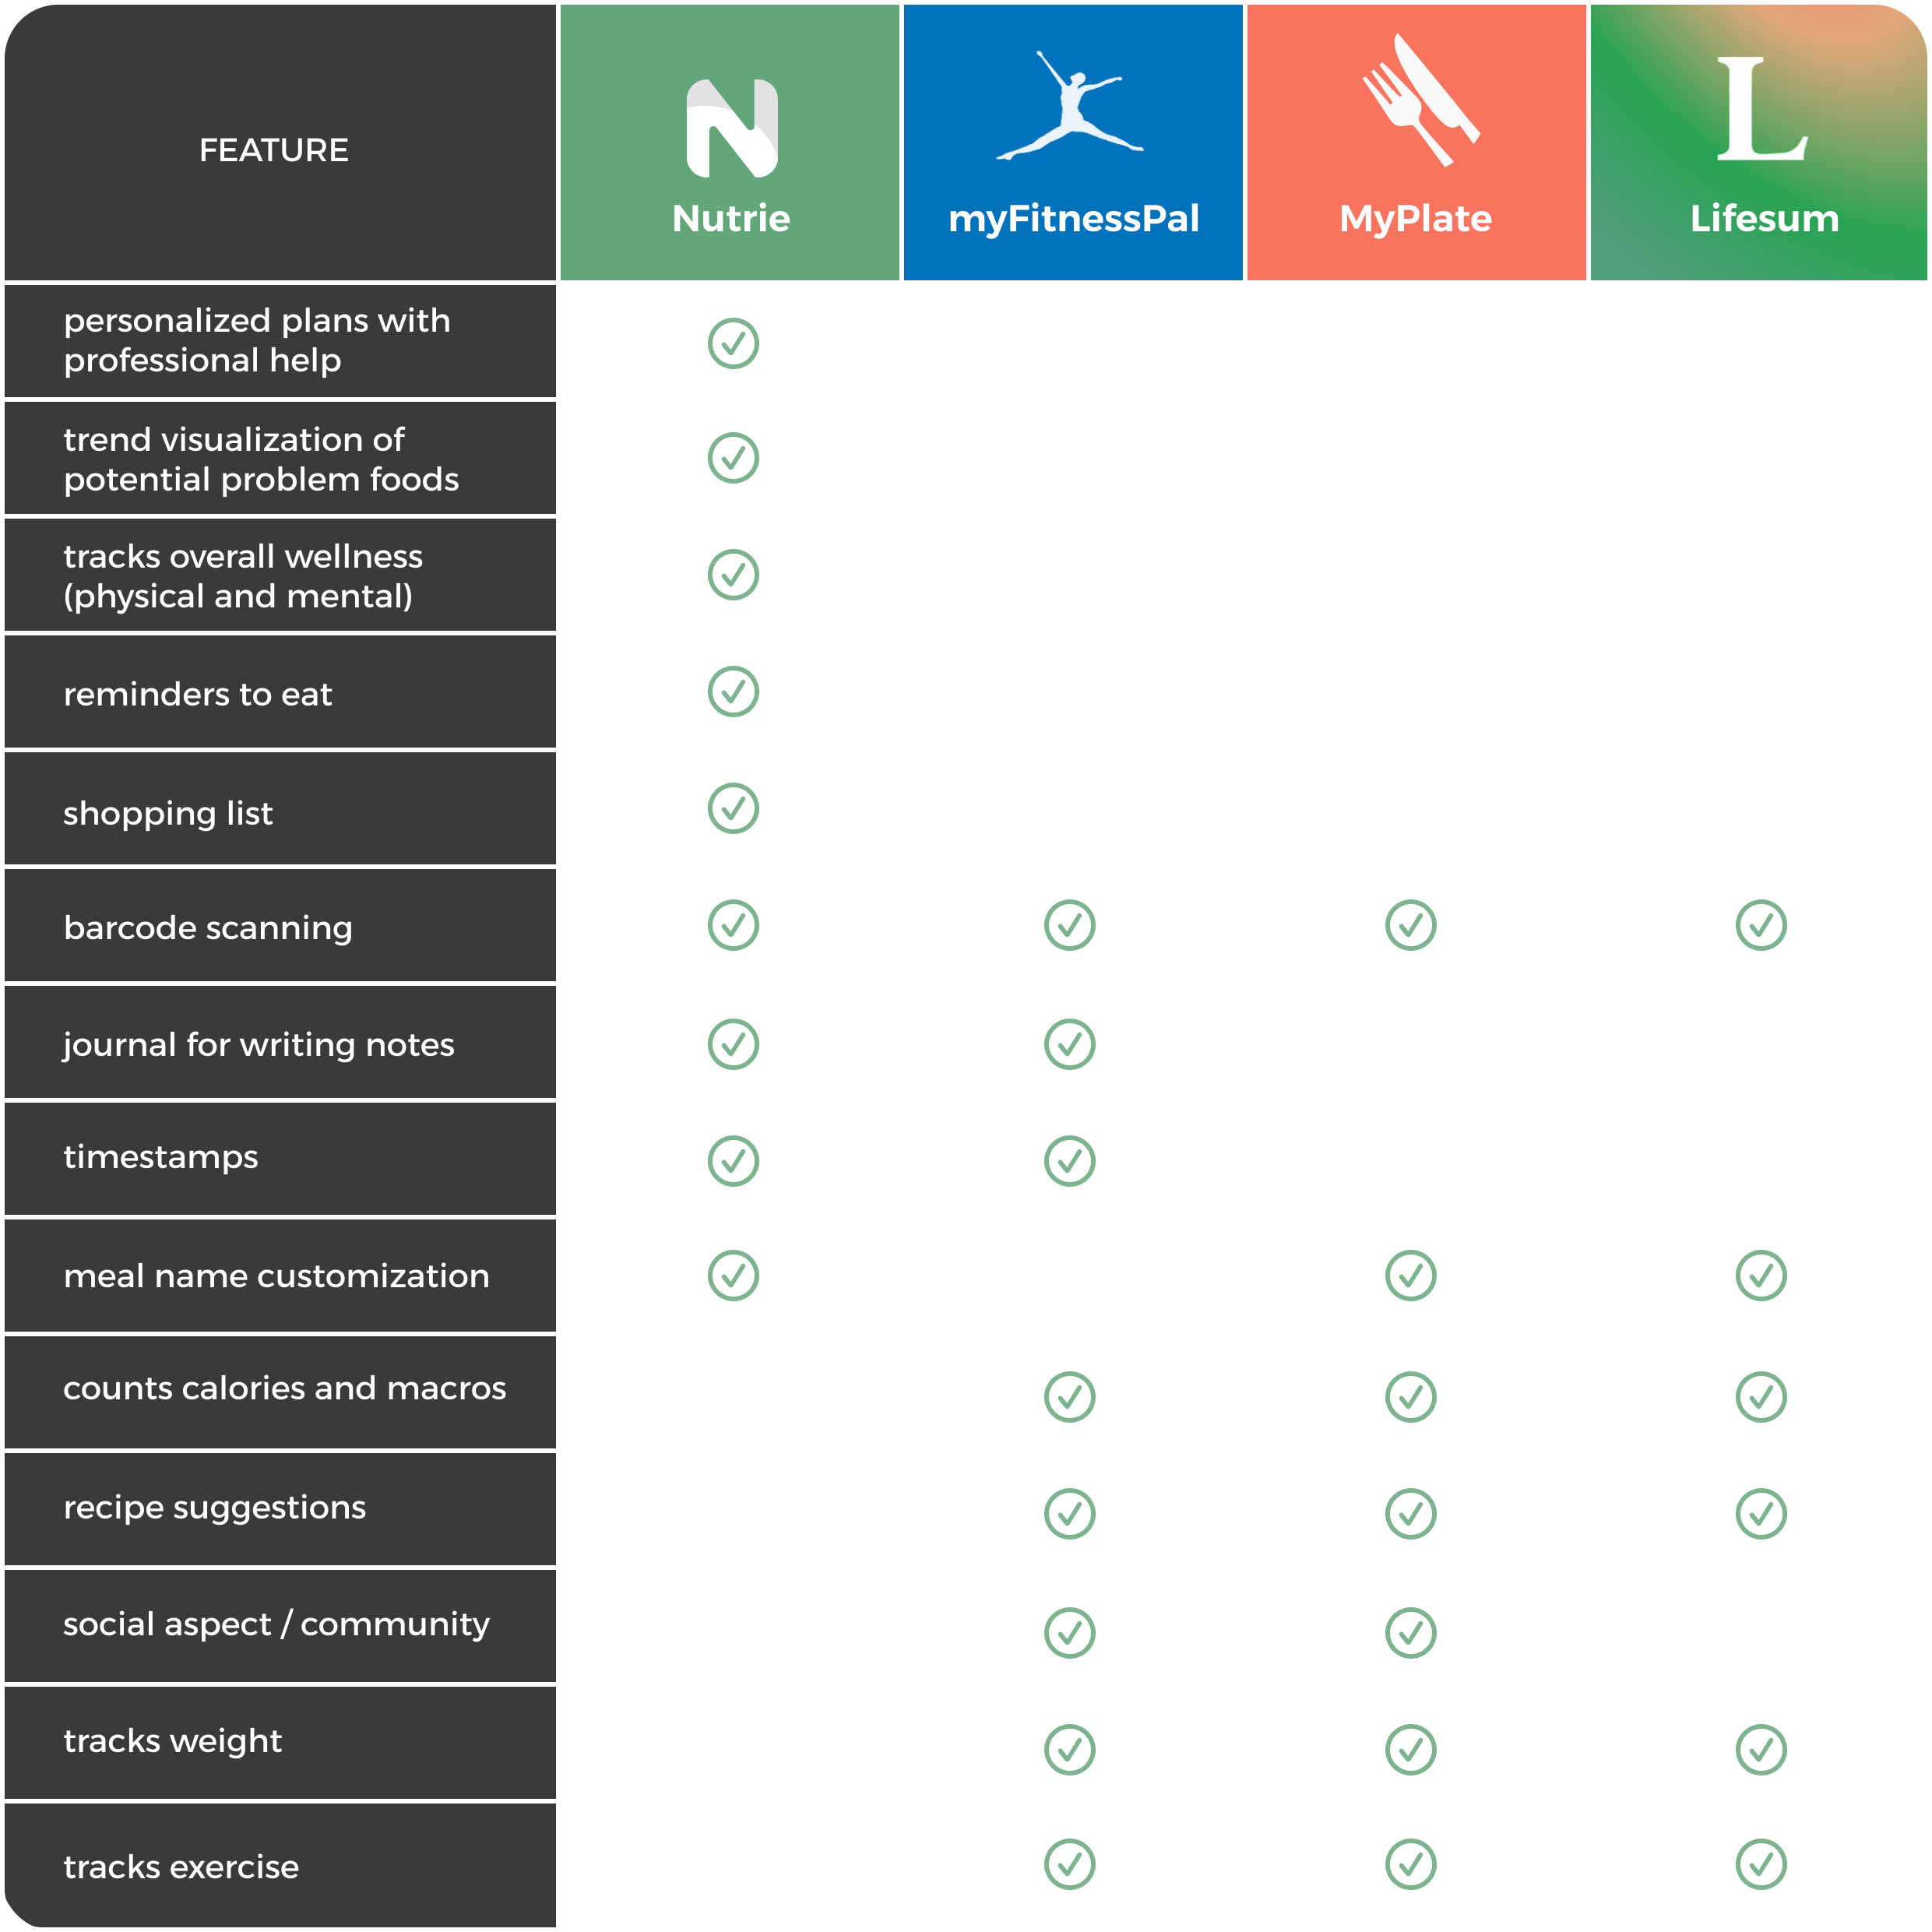 FEATURE
N
Nutrie
myFitnessPal
MyPlate
L
Lifesum
personalized plans with
professional help
trend visualization of
potential problem foods
tracks overall wellness
(physical and mental)
reminders to eat
shopping list
barcode scanning
journal for writing notes
timestamps
meal name customization
counts calories and macros
recipe suggestions
social aspect / community
tracks weight
tracks exercise